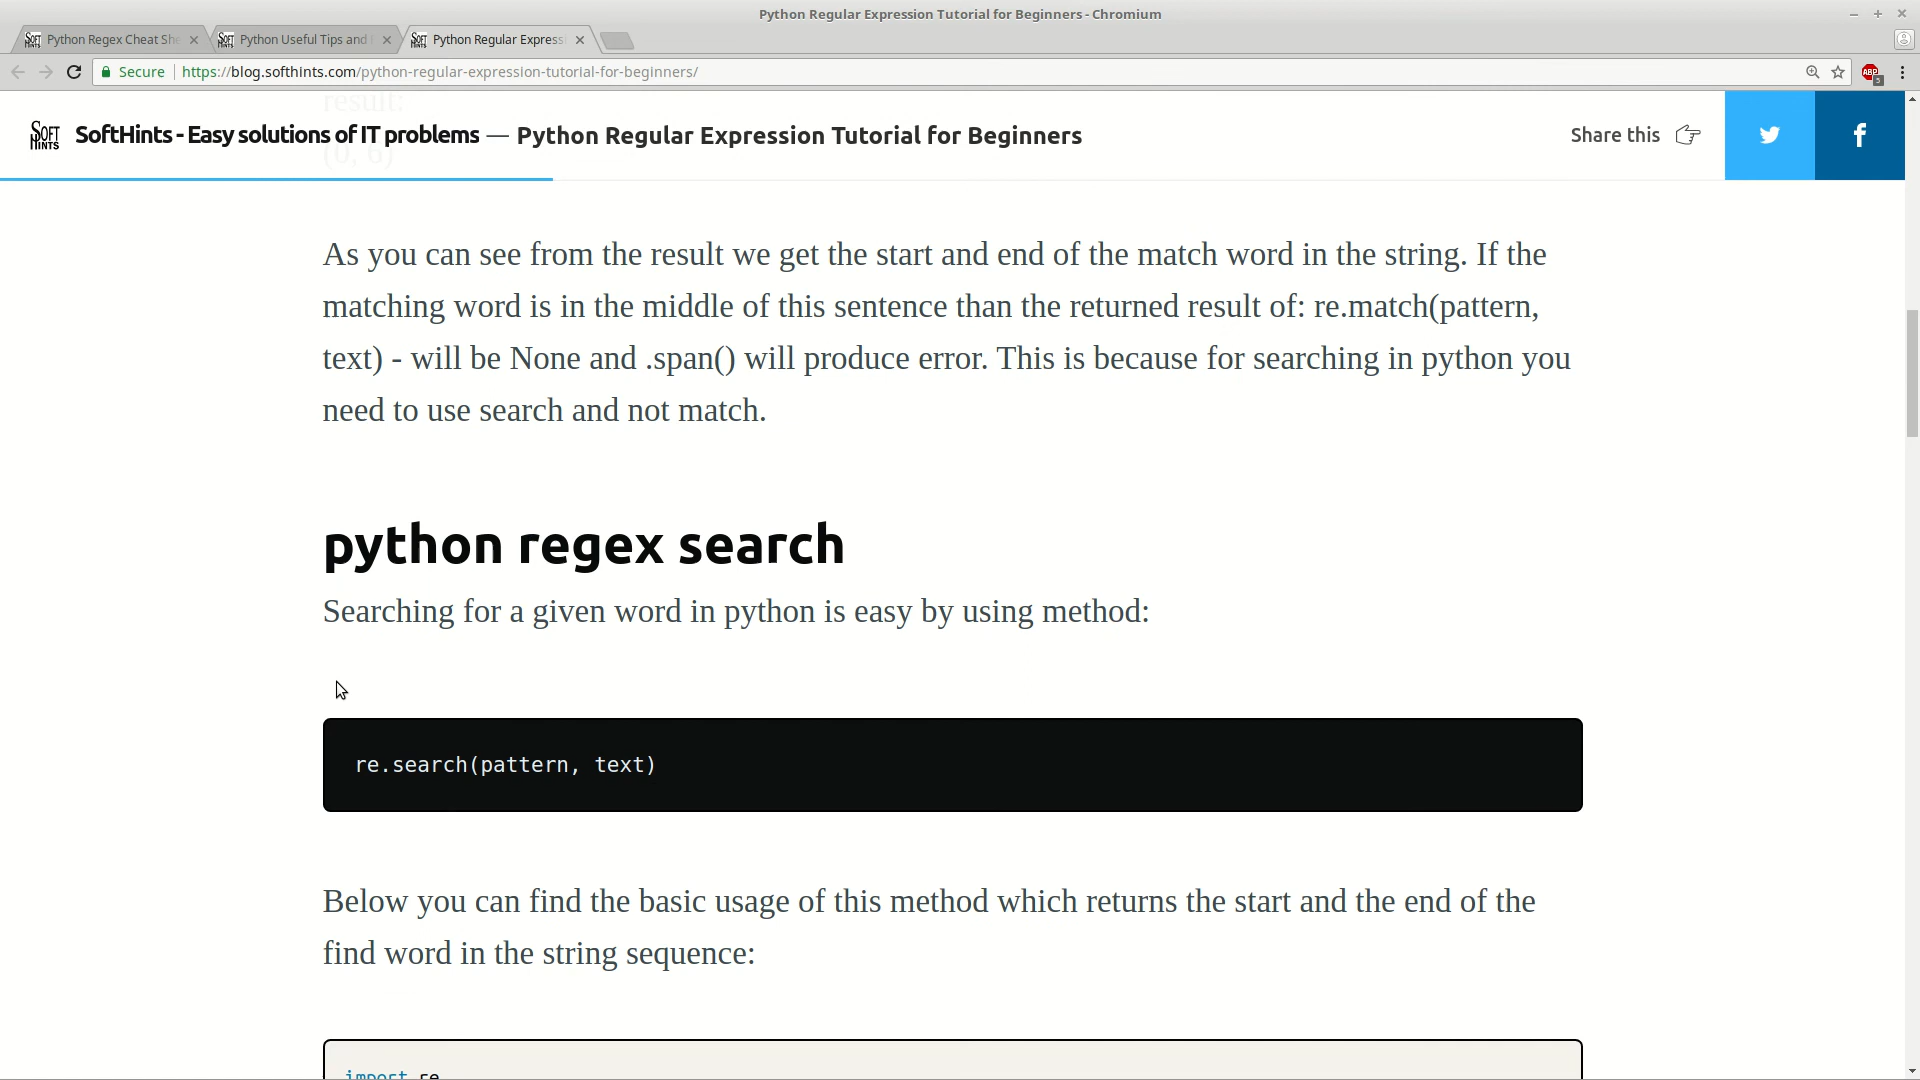 Python Regular Expression Tutorial for Beginners - Chromium
Python Regex Cheat She
Python Useful Tips and
Python Regular Express
Secure
https://blog.softhints.com/python-regular-expression-tutorial-for-beginners/
ABP
5
result:
SOFT HINTS
SoftHints - Easy solutions of IT problems — Python Regular Expression Tutorial for Beginners
Share this
(0, 6)
As you can see from the result we get the start and end of the match word in the string. If the
matching word is in the middle of this sentence than the returned result of: re.match(pattern,
text) - will be None and .span() will produce error. This is because for searching in python you
need to use search and not match.
python regex search
Searching for a given word in python is easy by using method:
re.search(pattern, text)
Below you can find the basic usage of this method which returns the start and the end of the
find word in the string sequence:
import re